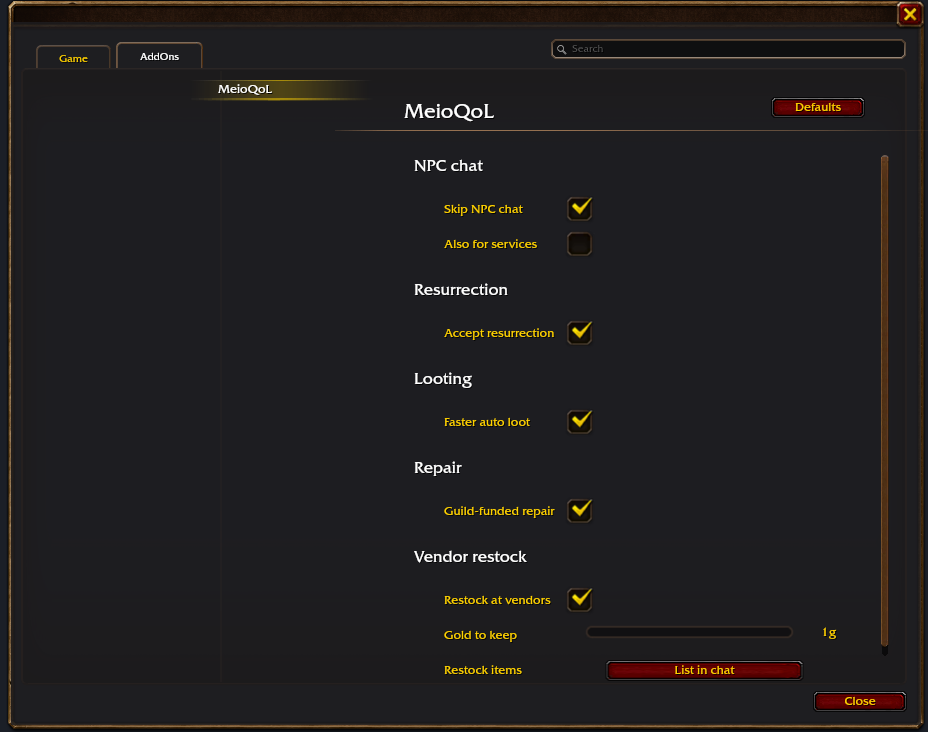 Game
AddOns
Search
MeioQoL
MeioQoL
Defaults
NPC chat
Skip NPC chat
Also for services
Resurrection
Accept resurrection
Looting
Faster auto loot
Repair
Guild-funded repair
Vendor restock
Restock at vendors
Gold to keep
1g
Restock items
List in chat
Close